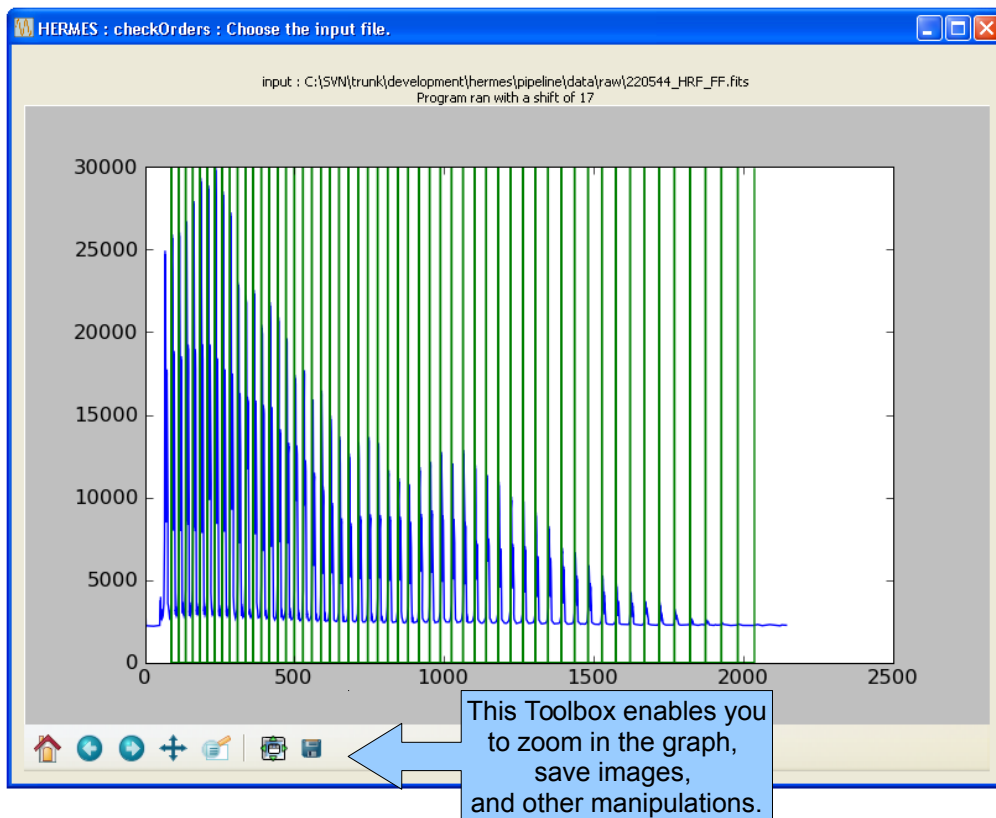 HERMES : checkOrders : Choose the input file.
input : C:\SVN\trunk\development\hermes\pipeline\data\raw\220544_HRF_FF.fits
Program ran with a shift of 17
30000
25000
20000
15000
10000
5000
0
0 500 1000 1500 2000 2500
This Toolbox enables you
to zoom in the graph,
save images,
and other manipulations.